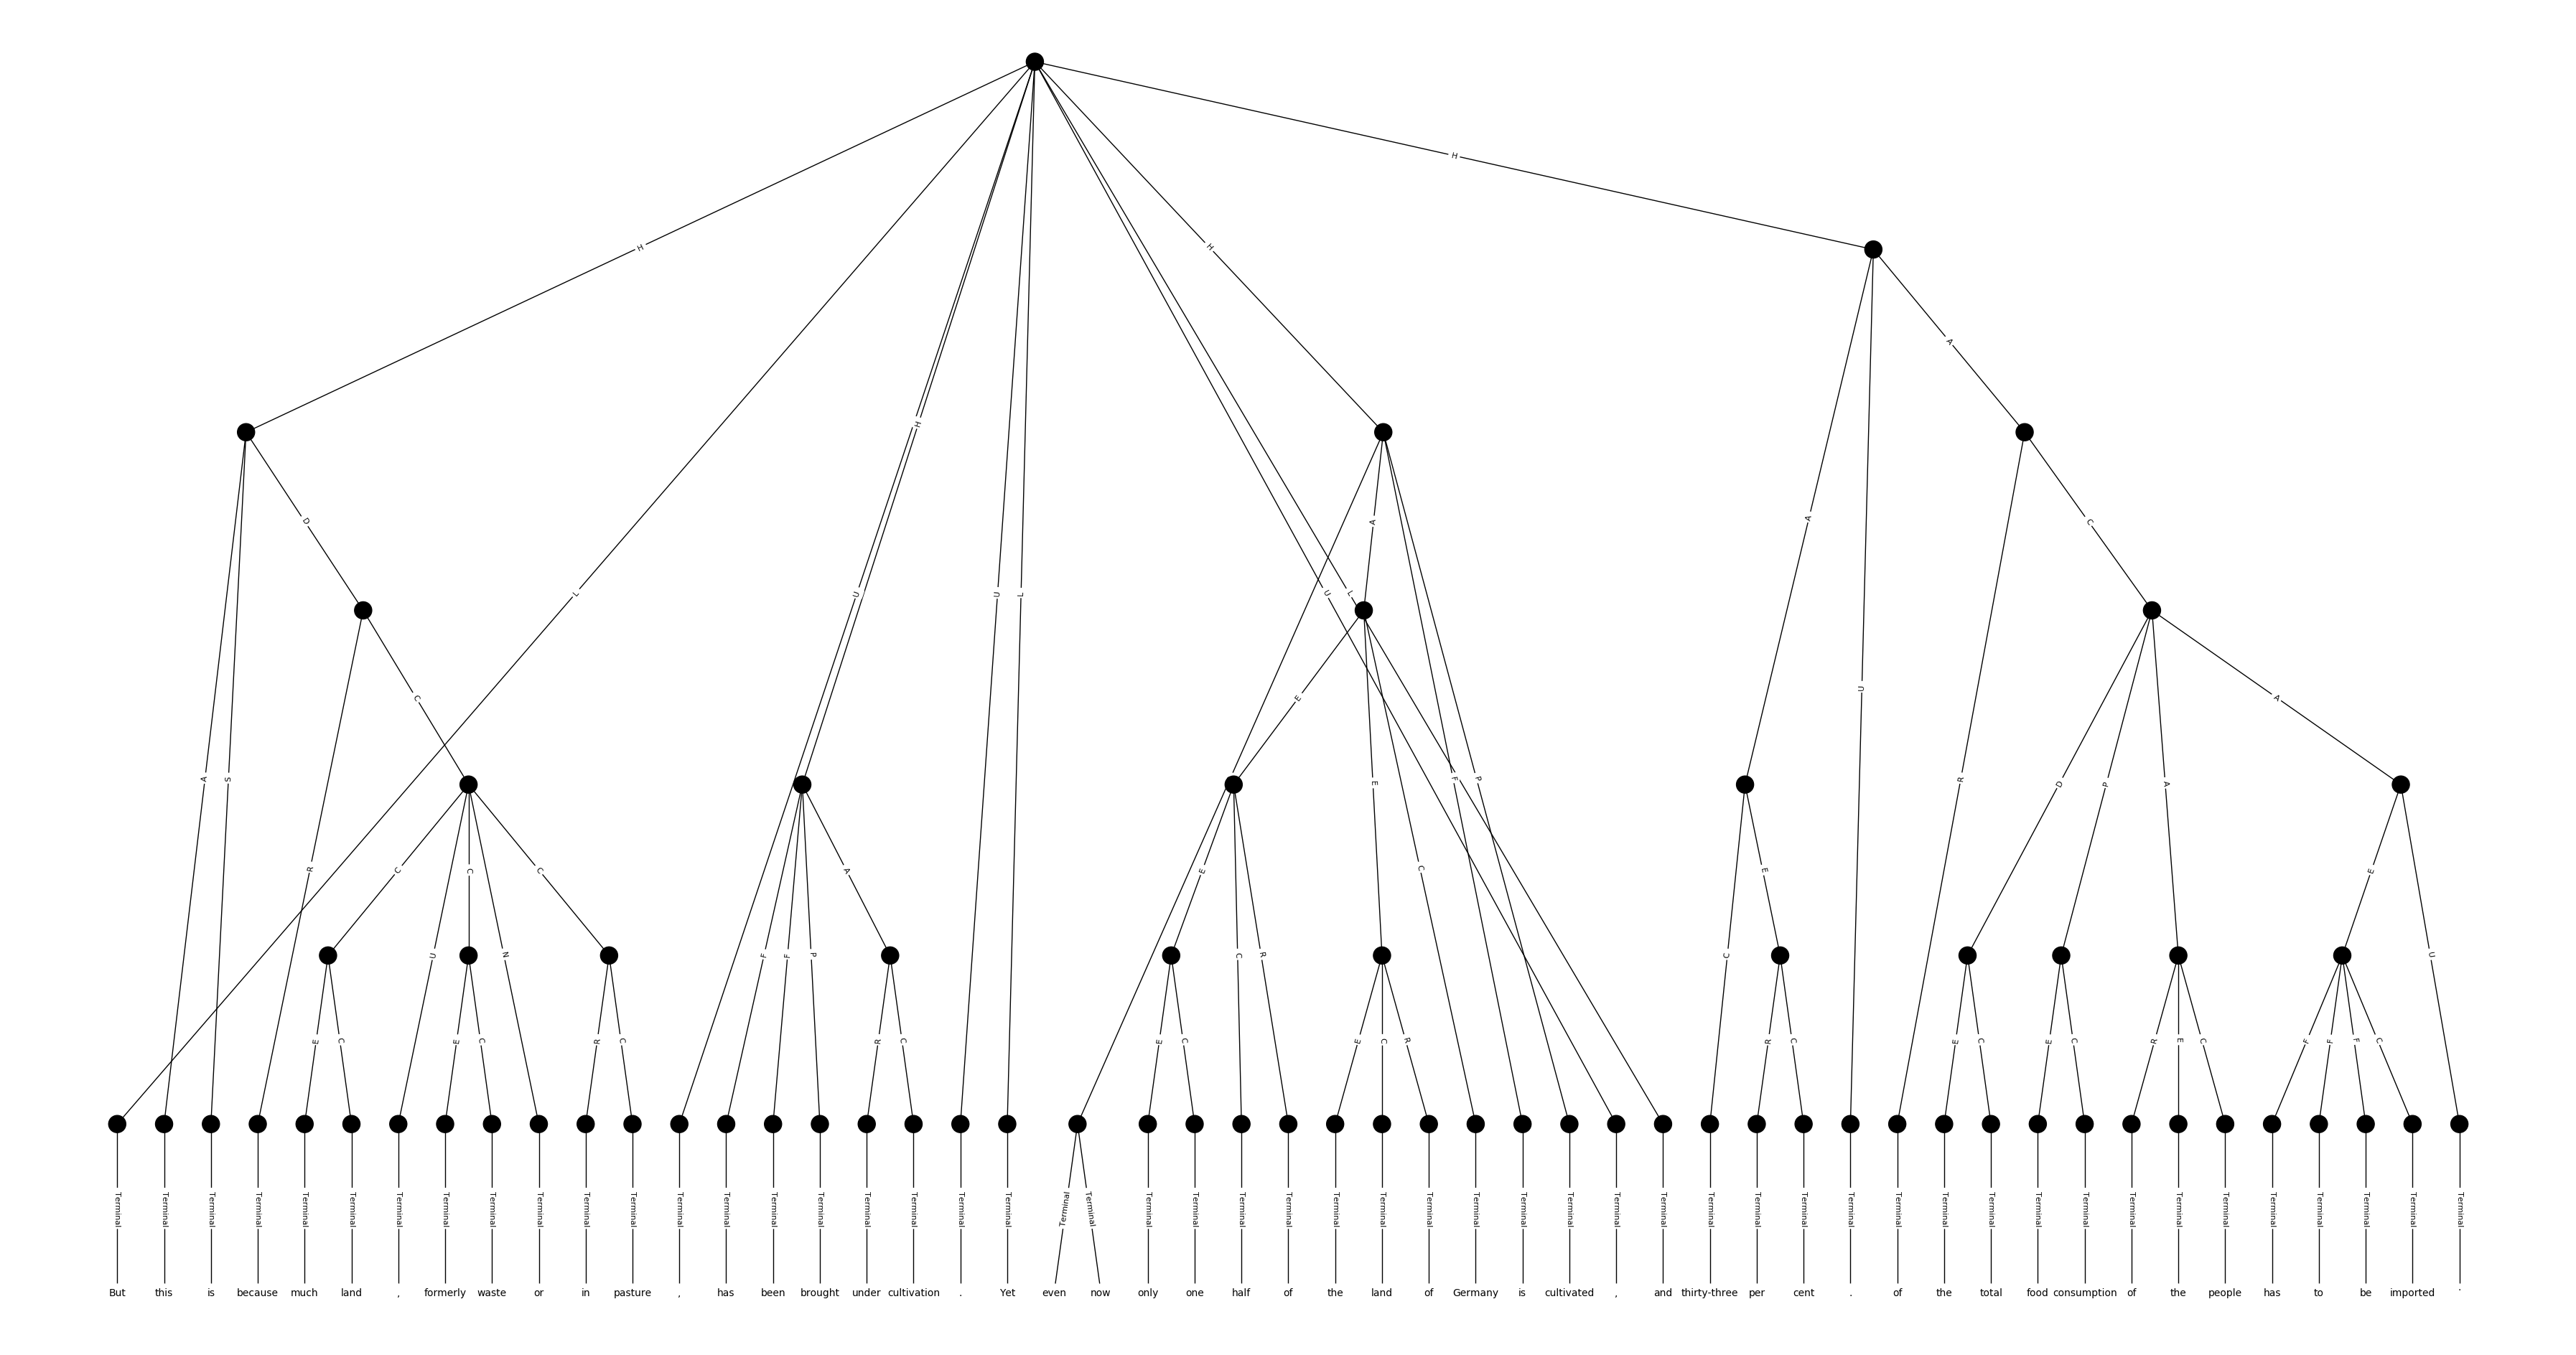 H
H
H
A
D
A
C
H
A
L
U
U
L
U
L
C
E
A
U
A
S
E
F
P
R
D
P
A
R
C
C
C
A
E
C
E
E
U
N
F
F
P
C
R
C
U
E
C
E
C
R
C
R
C
E
C
E
C
R
R
C
E
C
E
C
R
E
C
F
F
F
C
Terminal Terminal Terminal Terminal Terminal Terminal Terminal Terminal Terminal Terminal Terminal Terminal Terminal Terminal Terminal Terminal Terminal Terminal Terminal Terminal Terminal Terminal Terminal Terminal Terminal Terminal Terminal Terminal Terminal Terminal Terminal Terminal Terminal Terminal Terminal Terminal Terminal Terminal Terminal Terminal Terminal Terminal Terminal Terminal Terminal Terminal Terminal Terminal Terminal Terminal Terminal
But this is because much land , formerly waste or in pasture , has been brought under cultivation . Yet even now only one half of the land of Germany is cultivated , and thirty-three per cent . of the total food consumption of the people has to be imported .